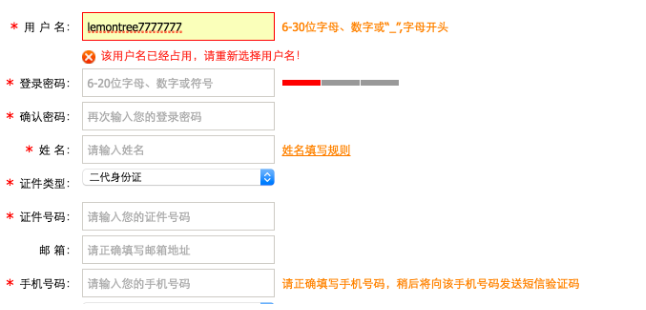 * 用 户 名： lemontree7777777 6-30位字母、数字或“_”,字母开头
该用户名已经占用，请重新选择用户名！
* 登录密码： 6-20位字母、数字或符号
* 确认密码： 再次输入您的登录密码
* 姓 名： 请输入姓名 姓名填写规则
* 证件类型： 二代身份证
* 证件号码： 请输入您的证件号码
邮 箱： 请正确填写邮箱地址
* 手机号码： 请输入您的手机号码 请正确填写手机号码，稍后将向该手机号码发送短信验证码